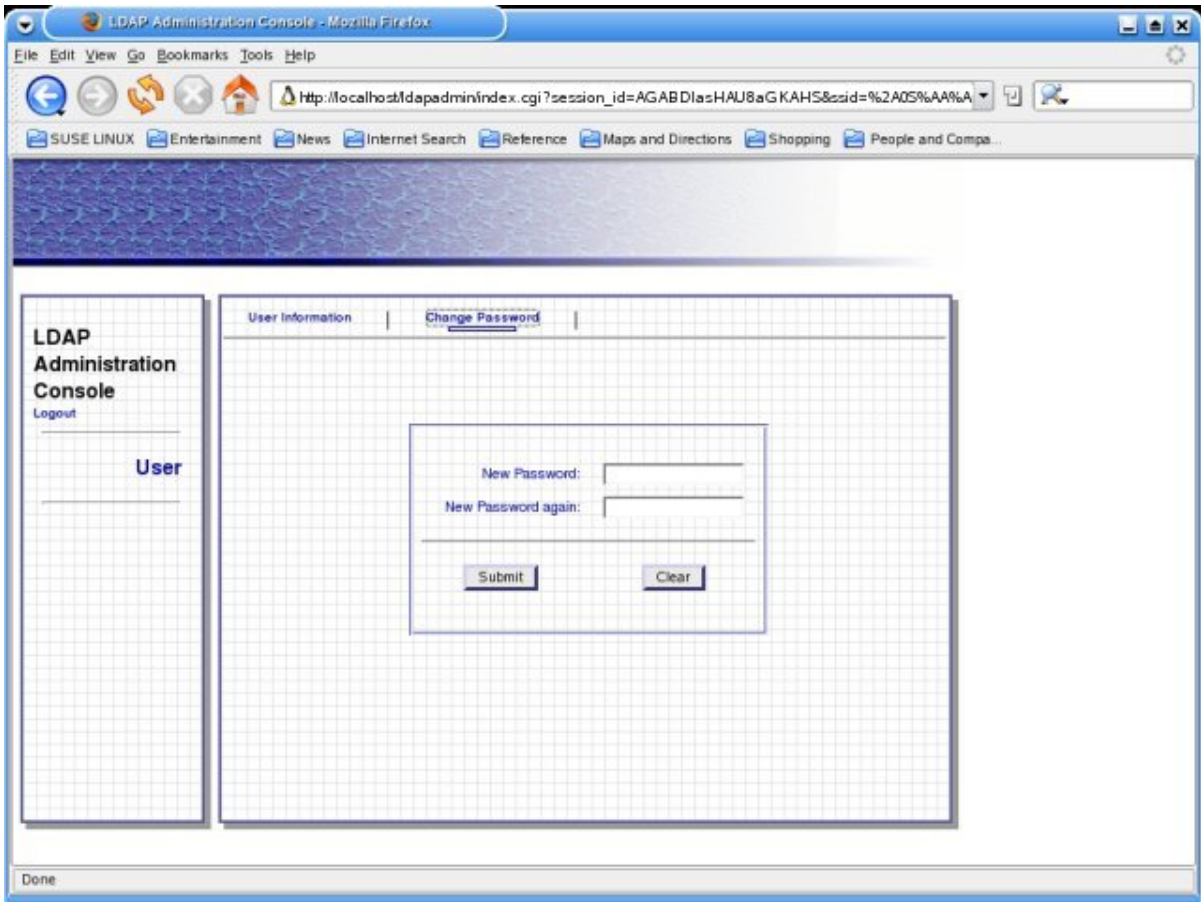 LDAP Administration Console - Mozilla Firefox
File Edit View Go Bookmarks Tools Help
http://localhost/ldapadmin/index.cgi?session_id=AGABDIasHAU8aGKAHS&ssid=%2A0S%AA%A
SUSE LINUX Entertainment News Internet Search Reference Maps and Directions Shopping People and Compa...
User Information | Change Password |
LDAP
Administration
Console
Logout
User
New Password:
New Password again:
Submit Clear
Done